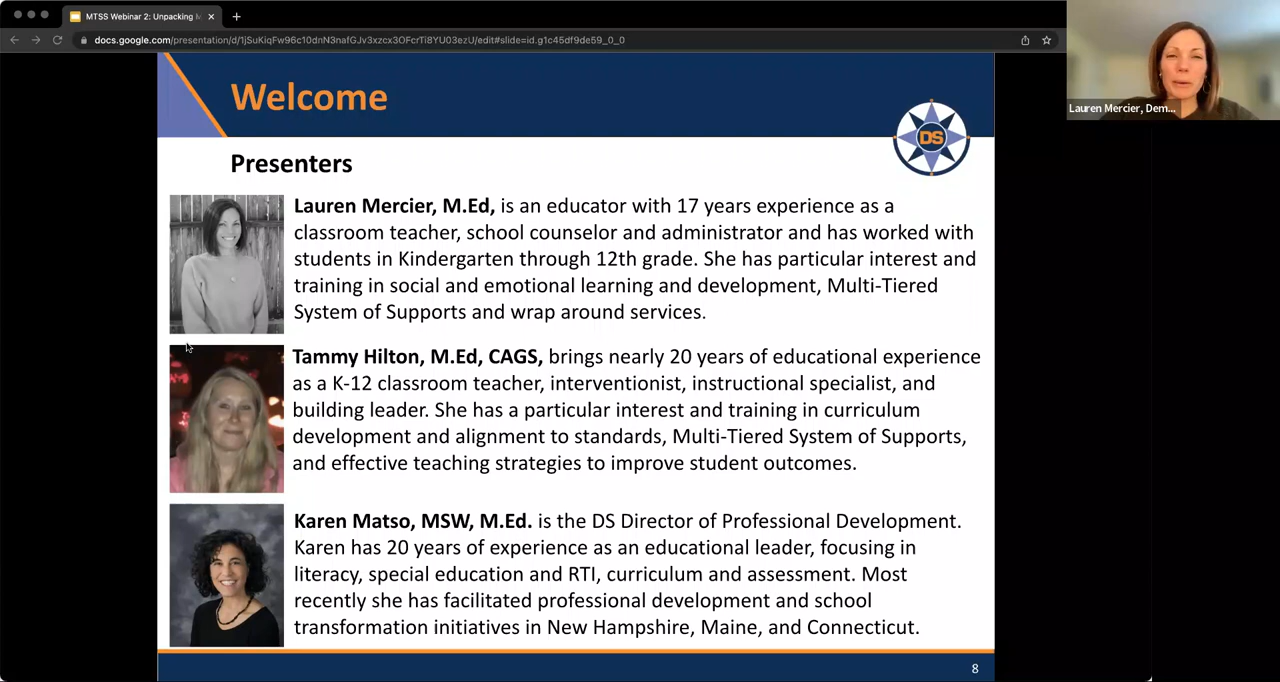 MTSS Webinar 2: Unpacking M
docs.google.com/presentation/d/1jSuKiqFw96c10dnN3nafGJv3xzcx3OFcrTi8YU03ezU/edit#slide=id.g1c45df9de59_0_0
Lauren Mercier, Dem...
Welcome
DS
Presenters
Lauren Mercier, M.Ed, is an educator with 17 years experience as a
classroom teacher, school counselor and administrator and has worked with
students in Kindergarten through 12th grade. She has particular interest and
training in social and emotional learning and development, Multi-Tiered
System of Supports and wrap around services.
Tammy Hilton, M.Ed, CAGS, brings nearly 20 years of educational experience
as a K-12 classroom teacher, interventionist, instructional specialist, and
building leader. She has a particular interest and training in curriculum
development and alignment to standards, Multi-Tiered System of Supports,
and effective teaching strategies to improve student outcomes.
Karen Matso, MSW, M.Ed. is the DS Director of Professional Development.
Karen has 20 years of experience as an educational leader, focusing in
literacy, special education and RTI, curriculum and assessment. Most
recently she has facilitated professional development and school
transformation initiatives in New Hampshire, Maine, and Connecticut.
8